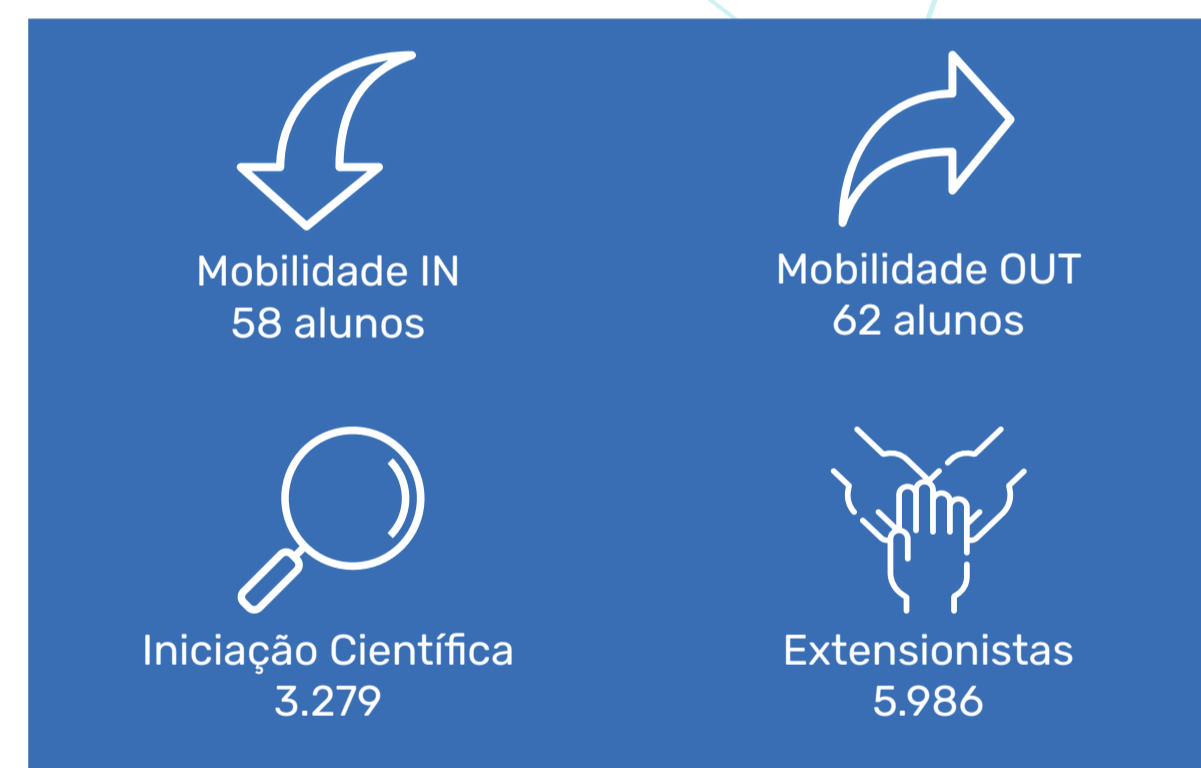 Mobilidade IN
58 alunos
Mobilidade OUT
62 alunos
Iniciação Científica
3.279
Extensionistas
5.986